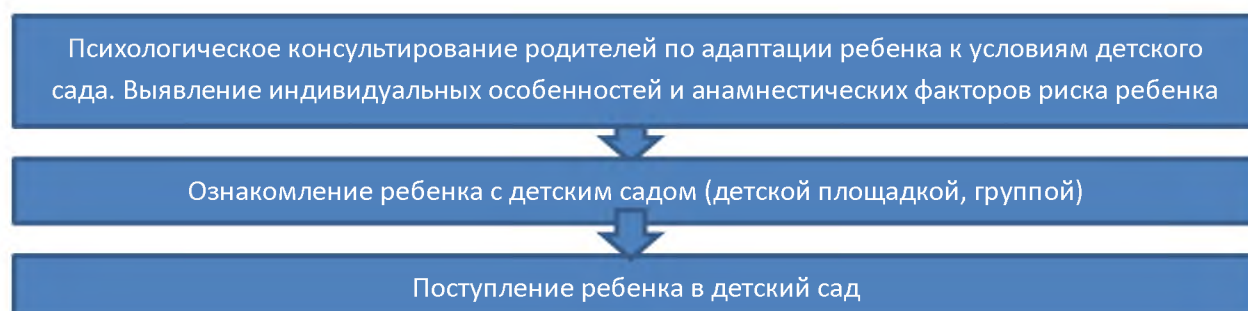 Психологическое консультирование родителей по адаптации ребенка к условиям детского
сада. Выявление индивидуальных особенностей и анамнестических факторов риска ребенка
Ознакомление ребенка с детским садом (детской площадкой, группой)
Поступление ребенка в детский сад